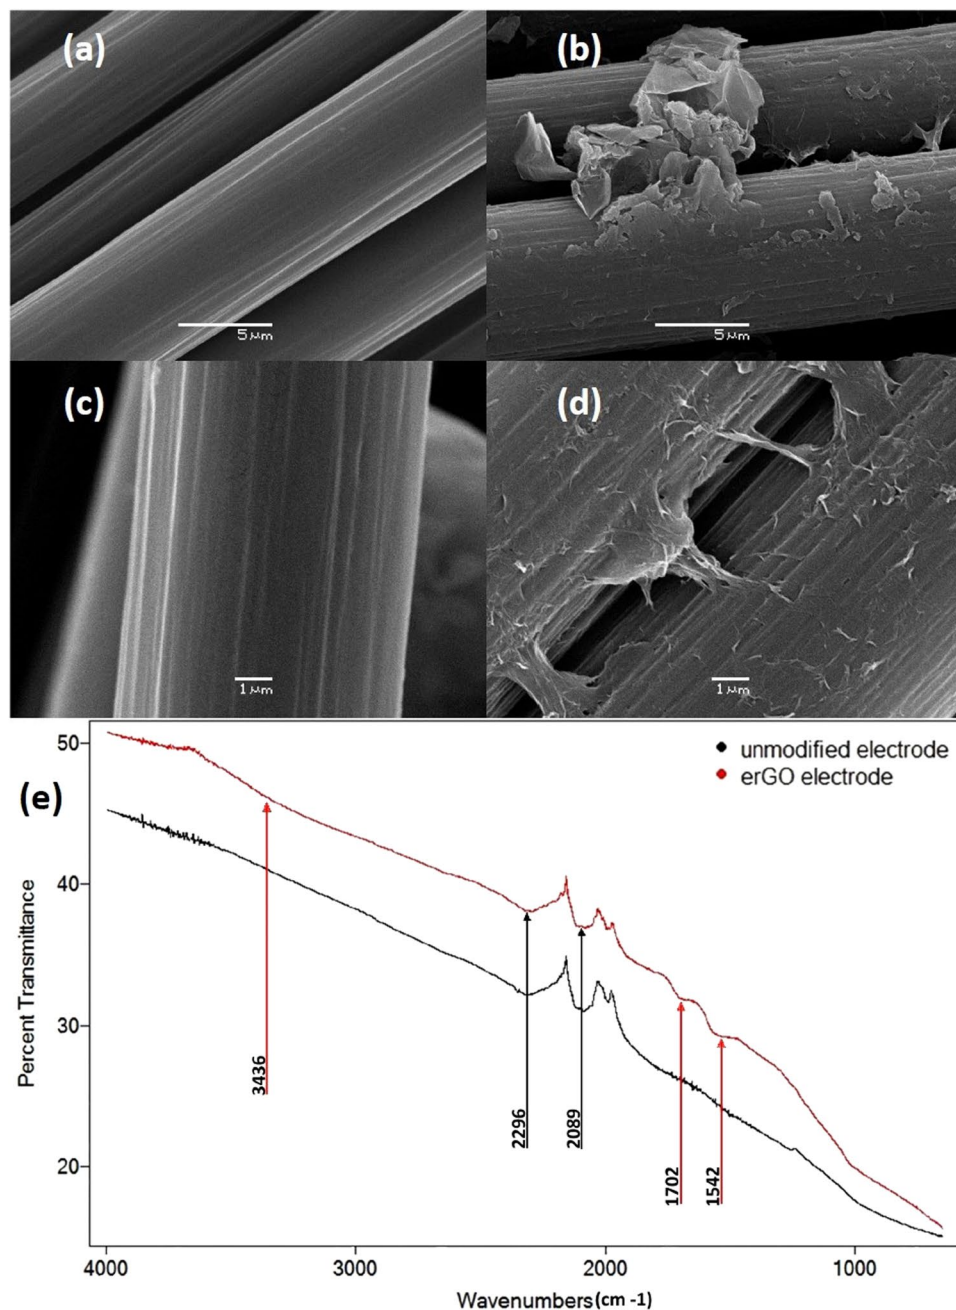 (a)
(b)
5 μm
5 μm
(c)
(d)
1 μm
1 μm
(e)
unmodified electrode
erGO electrode
50
40
30
20
Percent Transmittance
3436
2296
2089
1702
1542
4000
3000
2000
1000
Wavenumbers(cm -1)